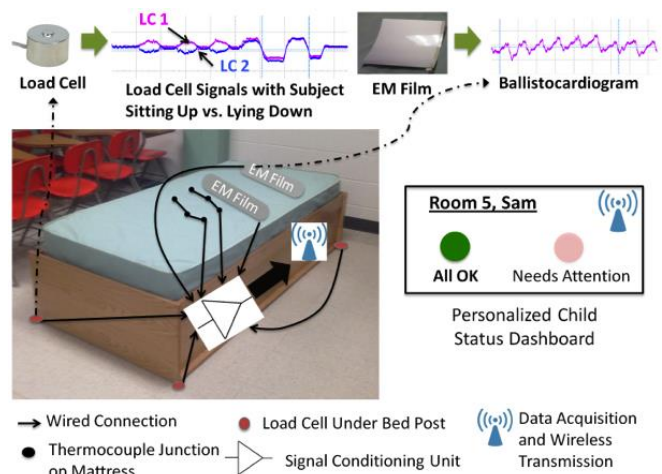 LC 1
LC 2
Load Cell
Load Cell Signals with Subject
Sitting Up vs. Lying Down
EM Film
Ballistocardiogram
EM Film
EM Film
Room 5, Sam
All OK
Needs Attention
Personalized Child
Status Dashboard
Wired Connection
Load Cell Under Bed Post
Data Acquisition
and Wireless
Transmission
Thermocouple Junction
on Mattress
Signal Conditioning Unit